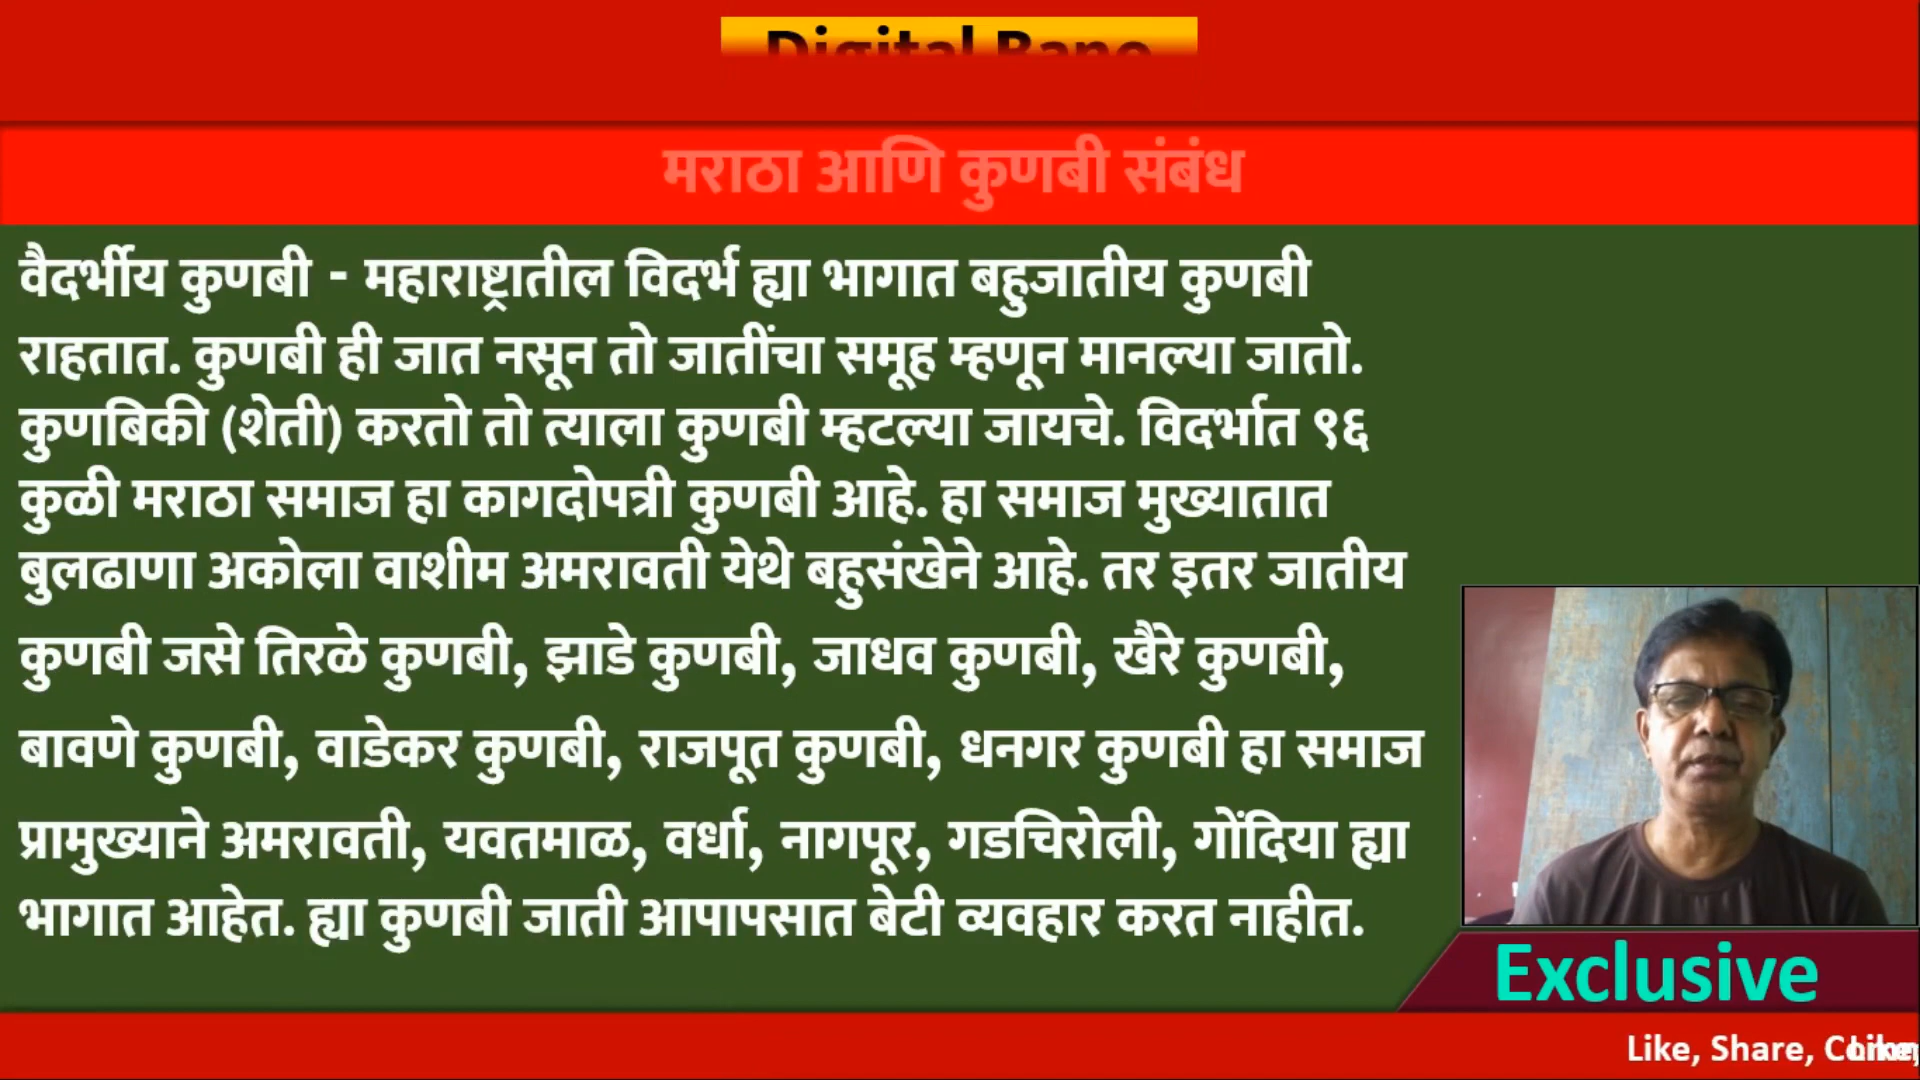 Digital
मराठा आणि कुणबी संबंध
वैदर्भीय कुणबी - महाराष्ट्रातील विदर्भ ह्या भागात बहुजातीय कुणबी
राहतात. कुणबी ही जात नसून तो जातींचा समूह म्हणून मानल्या जातो.
कुणबिकी (शेती) करतो तो त्याला कुणबी म्हटल्या जायचे. विदर्भात ९६
कुळी मराठा समाज हा कागदोपत्री कुणबी आहे. हा समाज मुख्यातात
बुलढाणा अकोला वाशीम अमरावती येथे बहुसंखेने आहे. तर इतर जातीय
कुणबी जसे तिरळे कुणबी, झाडे कुणबी, जाधव कुणबी, खैरे कुणबी,
बावणे कुणबी, वाडेकर कुणबी, राजपूत कुणबी, धनगर कुणबी हा समाज
प्रामुख्याने अमरावती, यवतमाळ, वर्धा, नागपूर, गडचिरोली, गोंदिया ह्या
भागात आहेत. ह्या कुणबी जाती आपापसात बेटी व्यवहार करत नाहीत.
Exclusive
Like, Share,